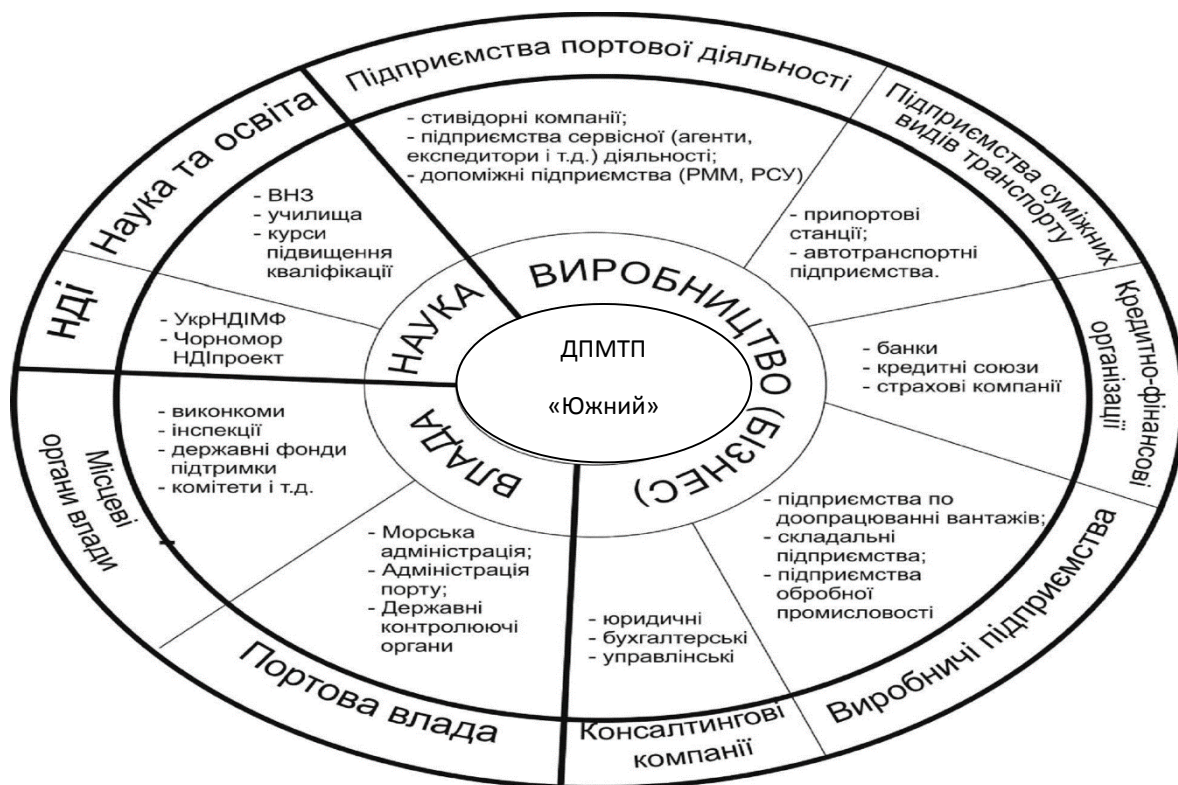 Підприємства портової діяльності
- стивідорні компанії;
- підприємства сервісної (агенти,
експедитори і т.д.) діяльності;
- допоміжні підприємства (РММ, РСУ)
Підприємства суміжних
видів транспорту
- припортові
станції;
- автотранспортні
підприємства.
Кредитно-фінансові
організації
- банки
- кредитні союзи
- страхові компанії
Виробничі підприємства
- підприємства по
доопрацюванні вантажів;
- складальні
підприємства;
- підприємства
обробної
промисловості
Консалтингові
компанії
- юридичні
- бухгалтерські
- управлінські
Портова влада
- Морська
адміністрація;
- Адміністрація
порту;
- Державні
контролюючі
органи
Місцеві
органи влади
- виконкоми
- інспекції
- державні фонди
підтримки
- комітети і т.д.
НДІ
- УкрНДІМФ
- Чорномор
НДІпроект
Наука та освіта
- ВНЗ
- училища
- курси
підвищення
кваліфікації
НАУКА
ВИРОБНИЦТВО (БІЗНЕС)
ВЛАДА
ДПМТП
«Южний»